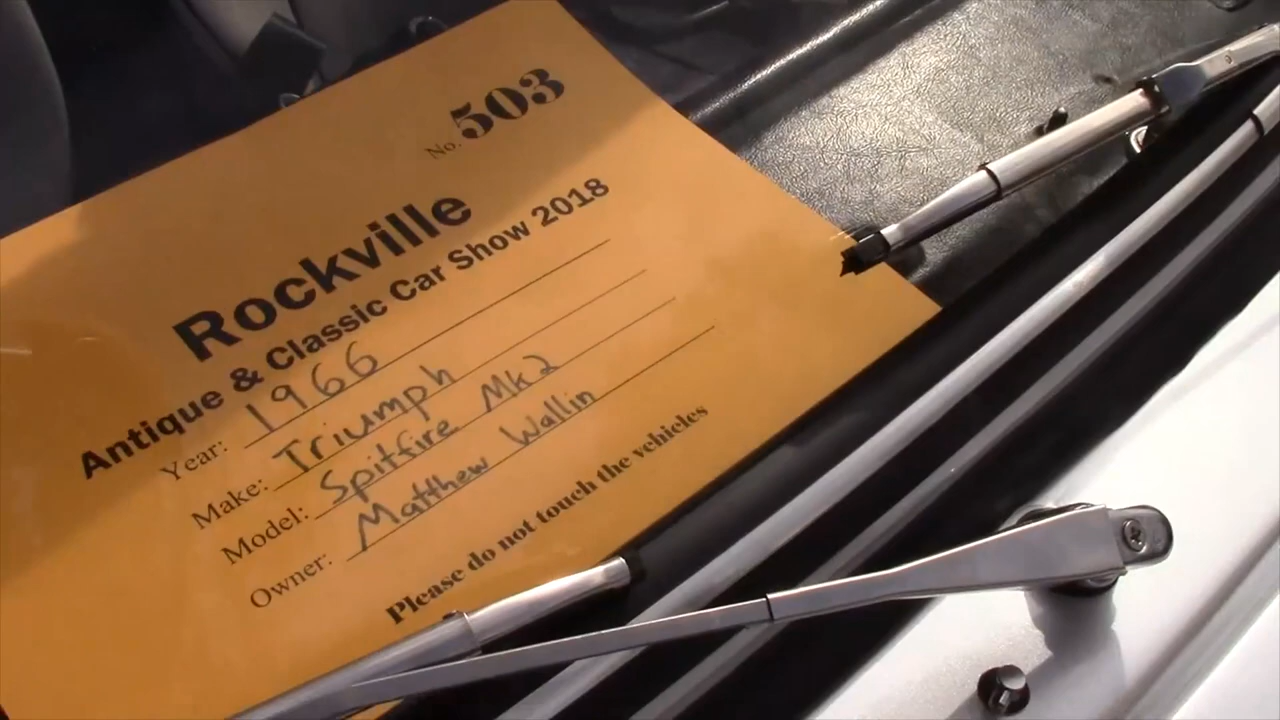 No. 503
Rockville
Antique & Classic Car Show 2018
Year: 1966
Make: Triumph
Model: Spitfire Mk2
Owner: Matthew Wallin
Please do not touch the vehicles